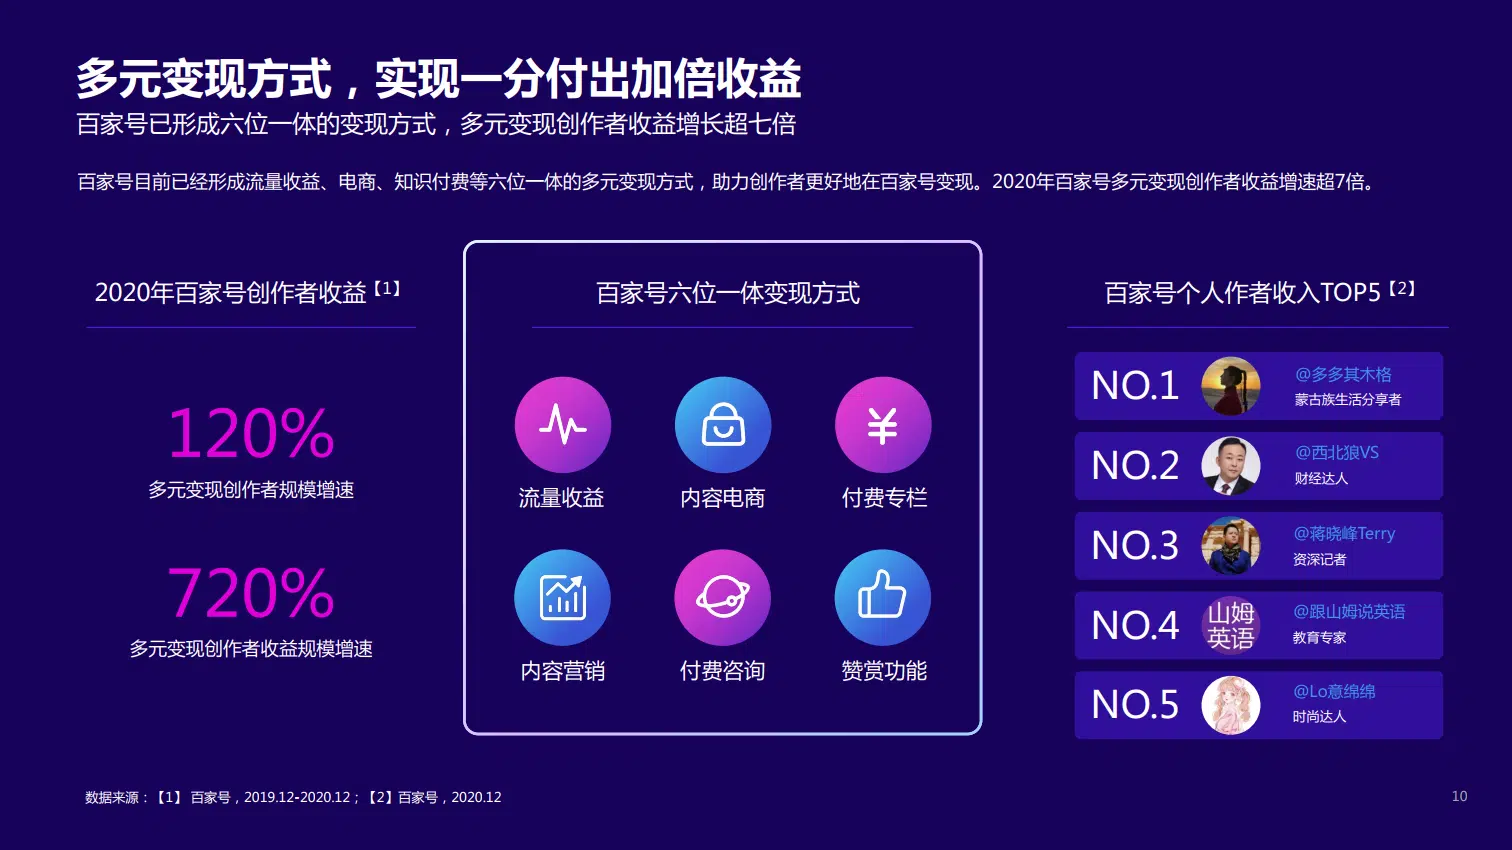 多元变现方式，实现一分付出加倍收益
百家号已形成六位一体的变现方式，多元变现创作者收益增长超七倍
百家号目前已经形成流量收益、电商、知识付费等六位一体的多元变现方式，助力创作者更好地在百家号变现。2020年百家号多元变现创作者收益增速超7倍。
2020年百家号创作者收益【1】
120%
多元变现创作者规模增速
720%
多元变现创作者收益规模增速
百家号六位一体变现方式
流量收益
内容电商
付费专栏
内容营销
付费咨询
赞赏功能
百家号个人作者收入TOP5【2】
NO.1
@多多其木格
蒙古族生活分享者
NO.2
@西北狼VS
财经达人
NO.3
@蒋晓峰Terry
资深记者
NO.4
山姆
英语
@跟山姆说英语
教育专家
NO.5
@Lo意绵绵
时尚达人
数据来源：【1】 百家号，2019.12-2020.12；【2】百家号，2020.12
10